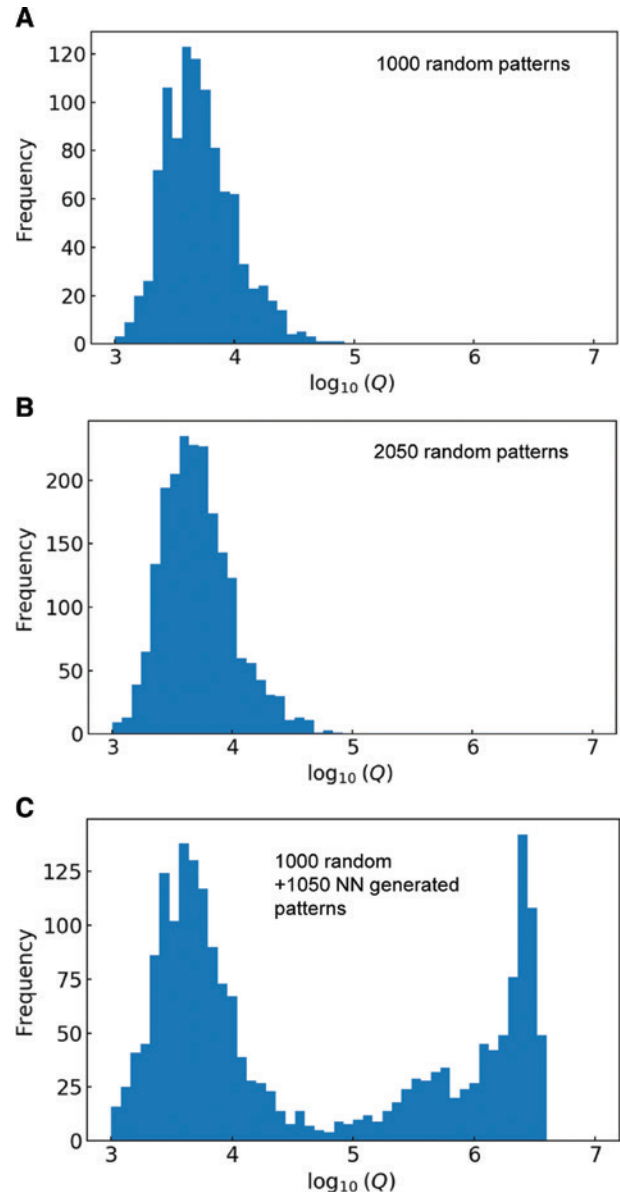 A
1000 random patterns
Frequency
120
100
80
60
40
20
0
3 4 5 6 7
log10 (Q)
B
2050 random patterns
Frequency
200
150
100
50
0
3 4 5 6 7
log10 (Q)
C
1000 random
+1050 NN generated
patterns
Frequency
125
100
75
50
25
0
3 4 5 6 7
log10 (Q)